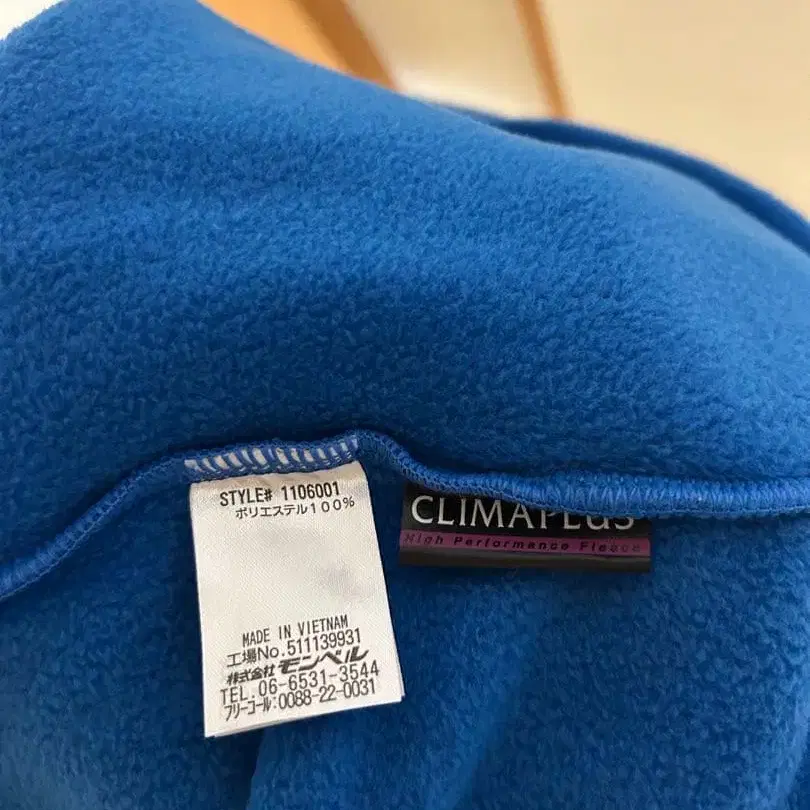 STYLE# 1106001
ポリエステル100%
MADE IN VIETNAM
工場No.511139931
株式会社 モンベル
TEL.06-6531-3544
フリーコール:0088-22-0031
CLIMAPLUS
High Performance Fleece